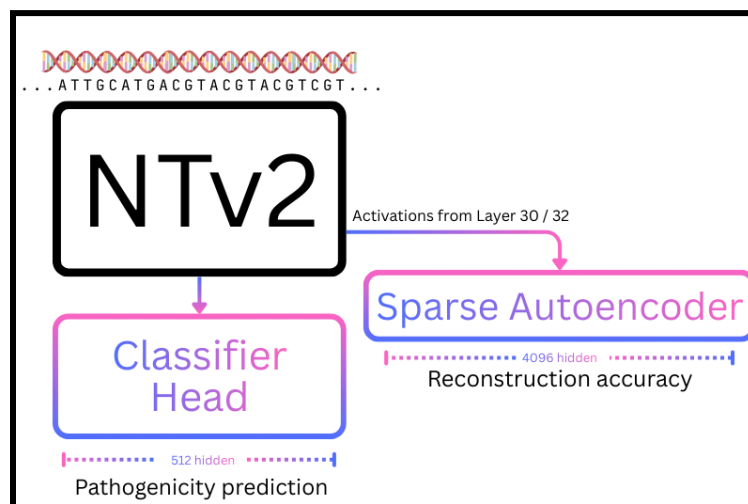 ...ATTGCATGACGTACGTACGTCGT...
NTv2
Activations from Layer 30 / 32
Sparse Autoencoder
4096 hidden
Reconstruction accuracy
Classifier
Head
512 hidden
Pathogenicity prediction